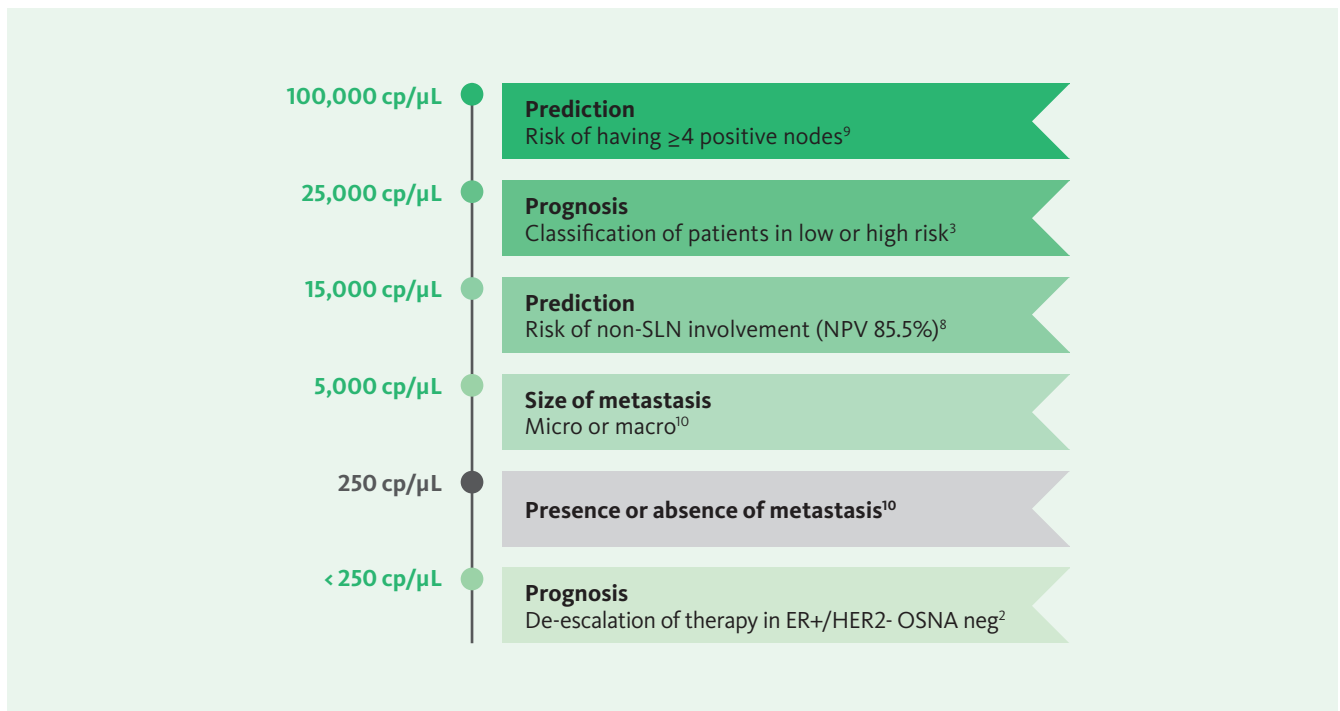 100,000 cp/µL
Prediction
Risk of having ≥4 positive nodes⁹
25,000 cp/µL
Prognosis
Classification of patients in low or high risk³
15,000 cp/µL
Prediction
Risk of non-SLN involvement (NPV 85.5%)⁸
5,000 cp/µL
Size of metastasis
Micro or macro¹⁰
250 cp/µL
Presence or absence of metastasis¹⁰
< 250 cp/µL
Prognosis
De-escalation of therapy in ER+/HER2- OSNA neg²